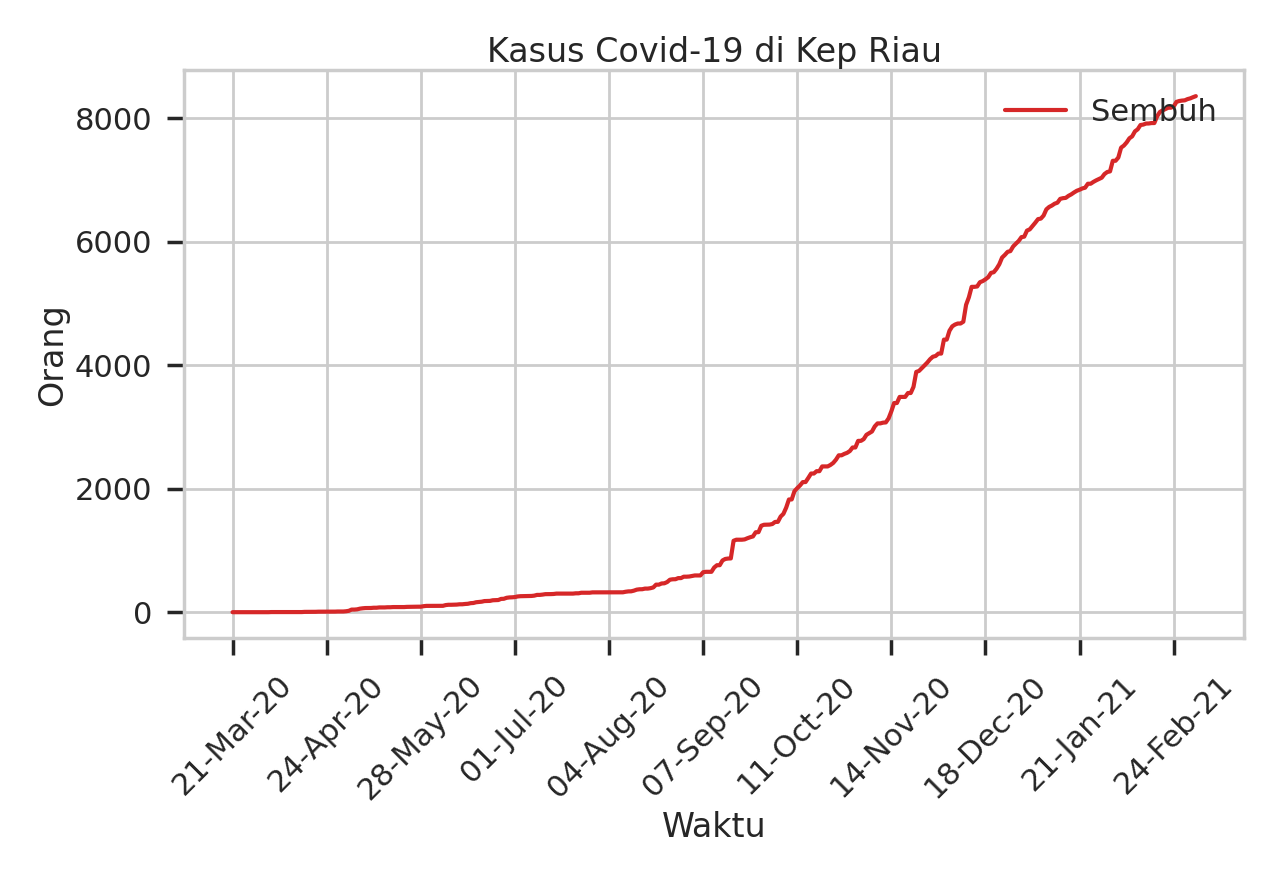 Kasus Covid-19 di Kep Riau
Sembuh
Orang
8000
6000
4000
2000
0
21-Mar-20
24-Apr-20
28-May-20
01-Jul-20
04-Aug-20
07-Sep-20
11-Oct-20
14-Nov-20
18-Dec-20
21-Jan-21
24-Feb-21
Waktu